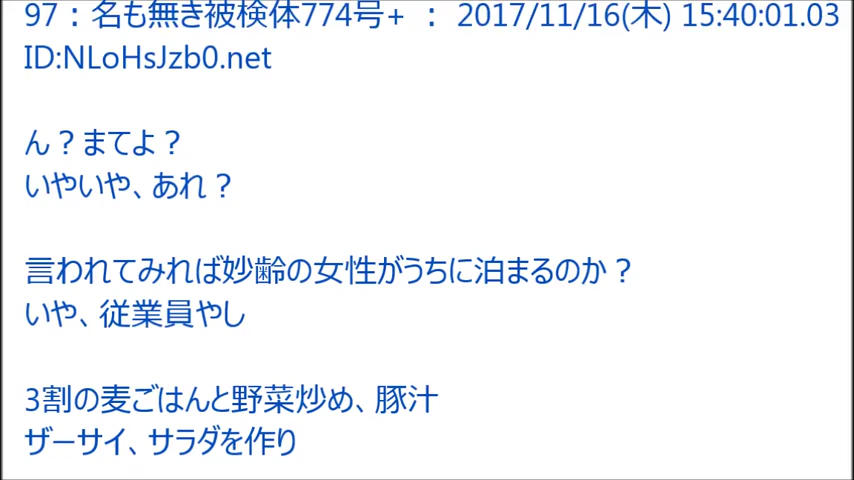 97：名も無き被検体774号+ ： 2017/11/16(木) 15:40:01.03
ID:NLoHsJzb0.net
ん？まてよ？
いやいや、あれ？
言われてみれば妙齢の女性がうちに泊まるのか？
いや、従業員やし
3割の麦ごはんと野菜炒め、豚汁
ザーサイ、サラダを作り